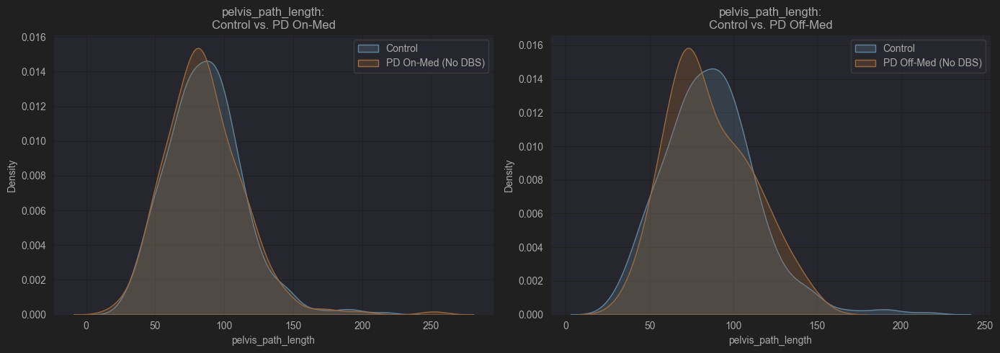 pelvis_path_length:
Control vs. PD On-Med
0.016
0.014
0.012
0.010
0.008
0.006
0.004
0.002
0.000
Density
Control
PD On-Med (No DBS)
0
50
100
150
200
250
pelvis_path_length
pelvis_path_length:
Control vs. PD Off-Med
0.016
0.014
0.012
0.010
0.008
0.006
0.004
0.002
0.000
Density
Control
PD Off-Med (No DBS)
0
50
100
150
200
250
pelvis_path_length